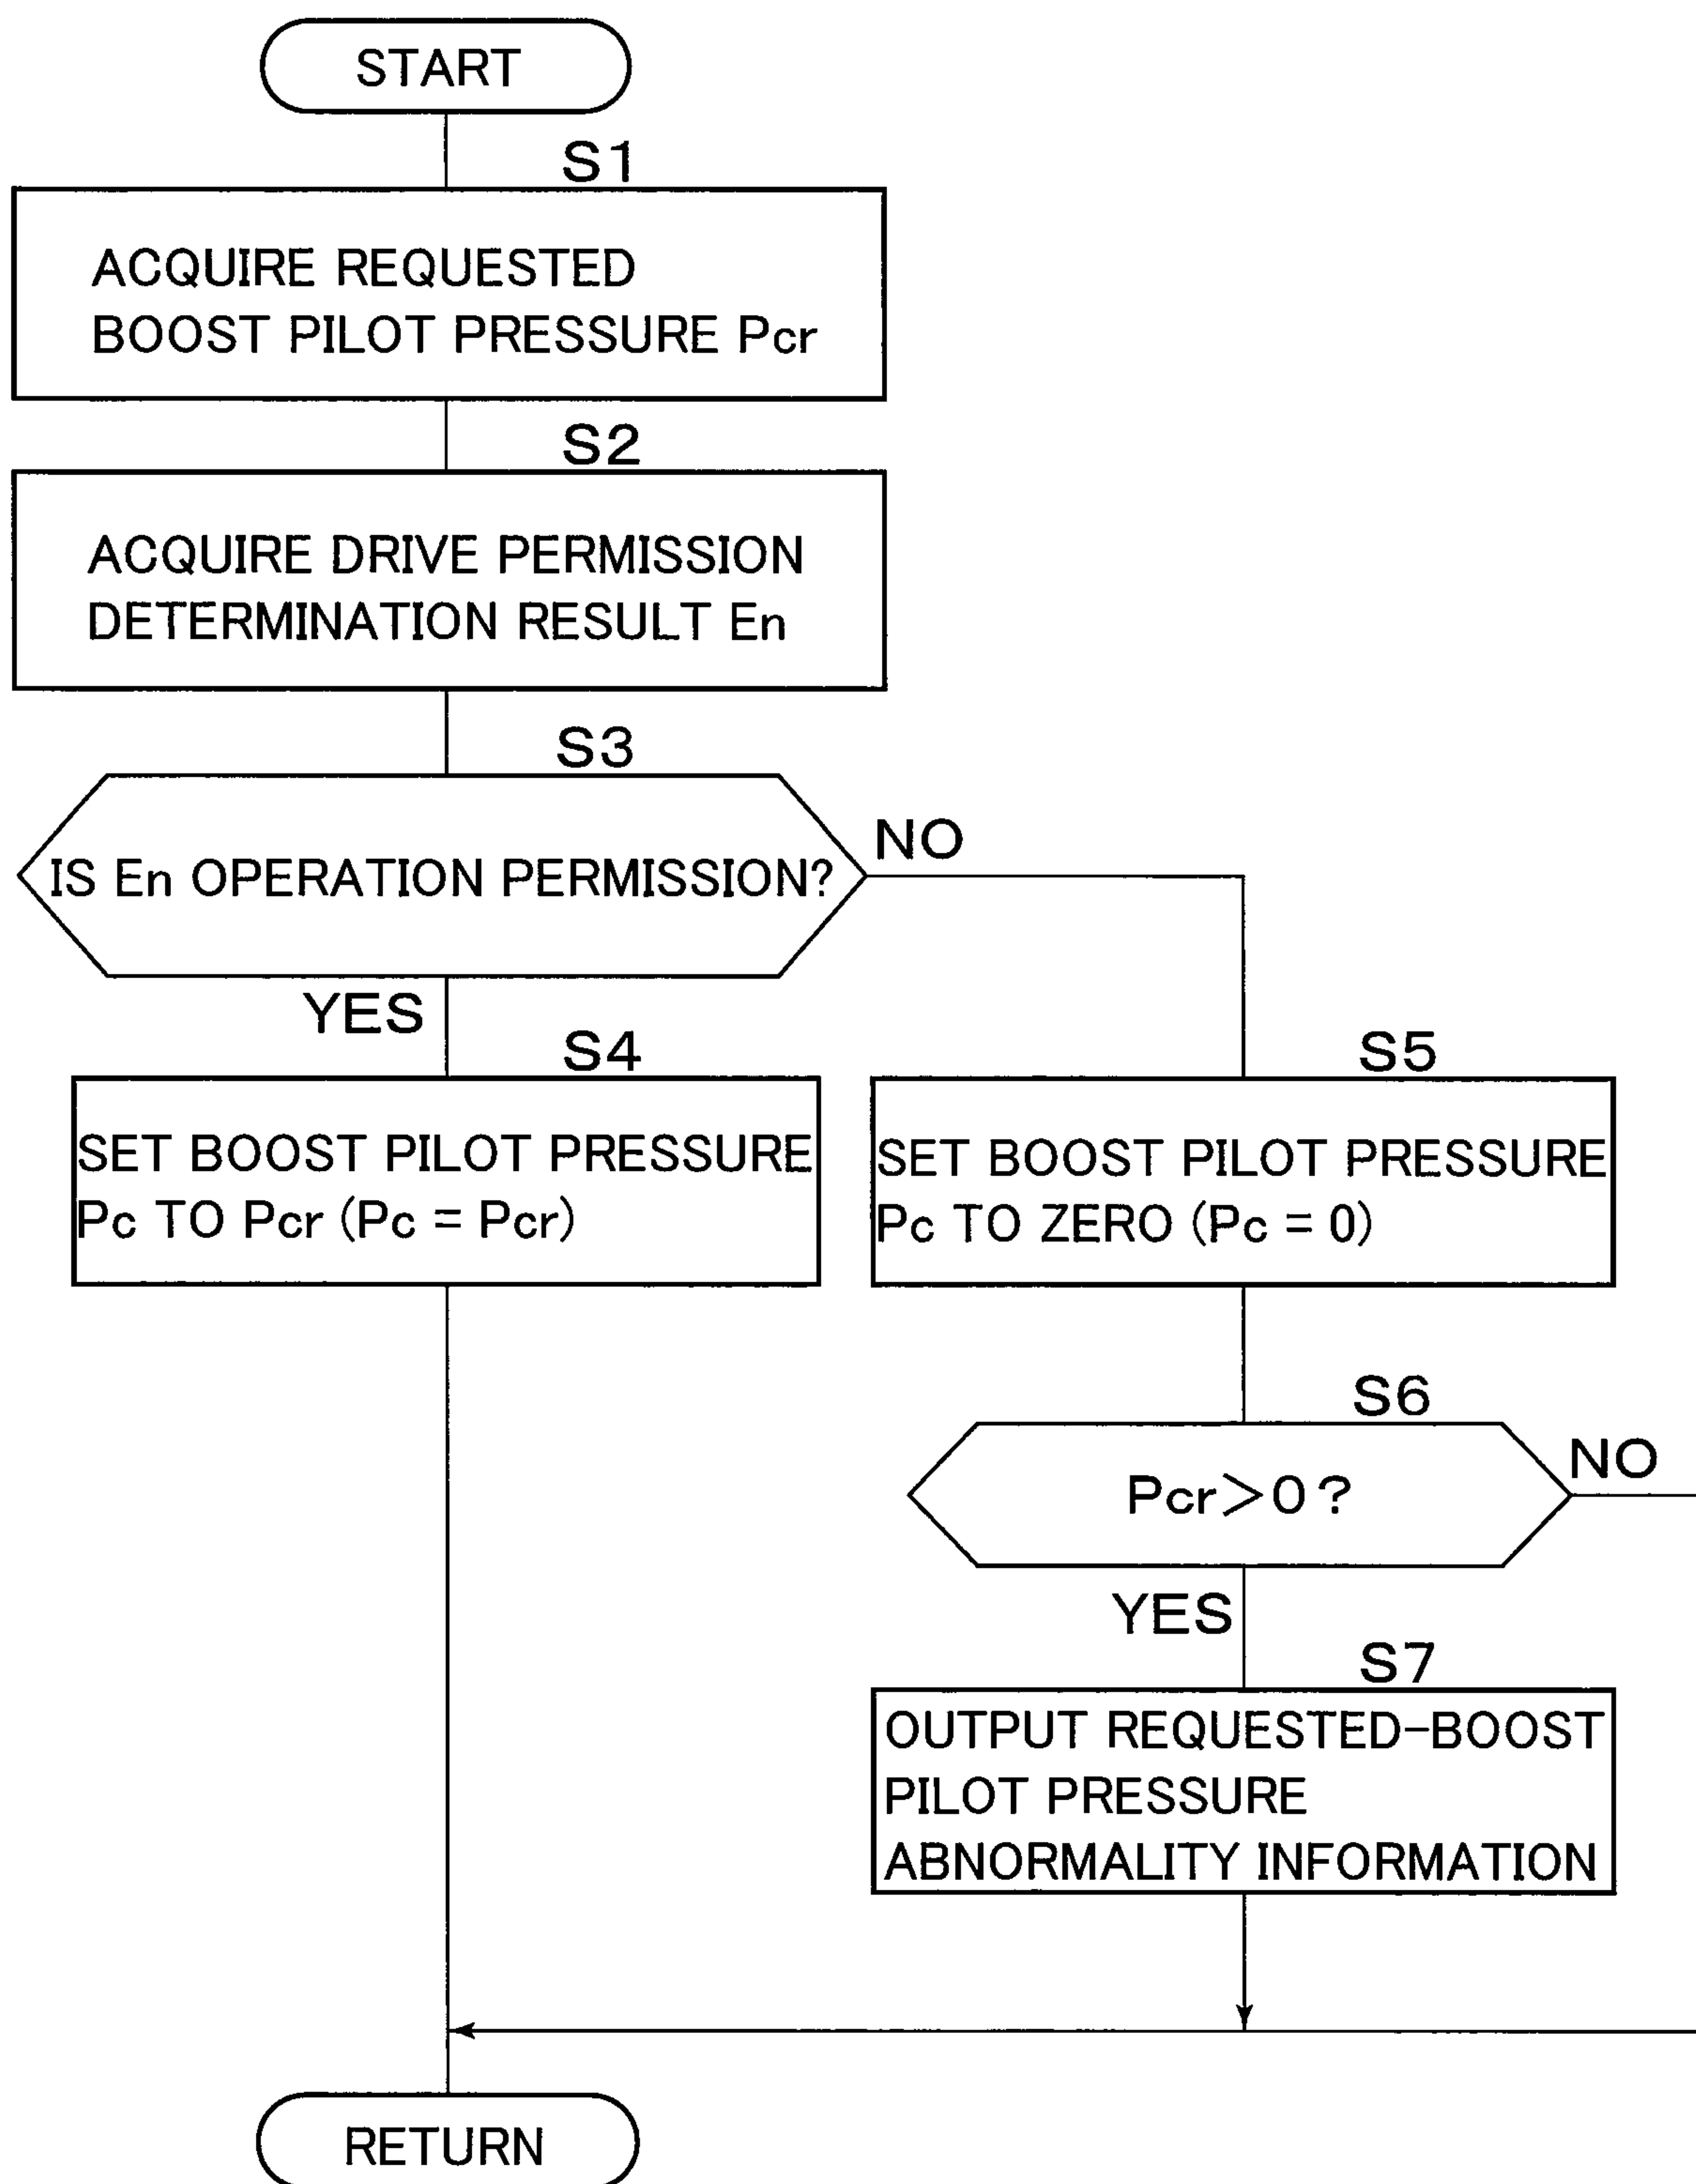 START
S1
ACQUIRE REQUESTED
BOOST PILOT PRESSURE Pcr
S2
ACQUIRE DRIVE PERMISSION
DETERMINATION RESULT En
S3
IS En OPERATION PERMISSION?
NO
YES
S4
SET BOOST PILOT PRESSURE
Pc TO Pcr (Pc = Pcr)
S5
SET BOOST PILOT PRESSURE
Pc TO ZERO (Pc = 0)
S6
Pcr>0?
NO
YES
S7
OUTPUT REQUESTED-BOOST
PILOT PRESSURE
ABNORMALITY INFORMATION
RETURN